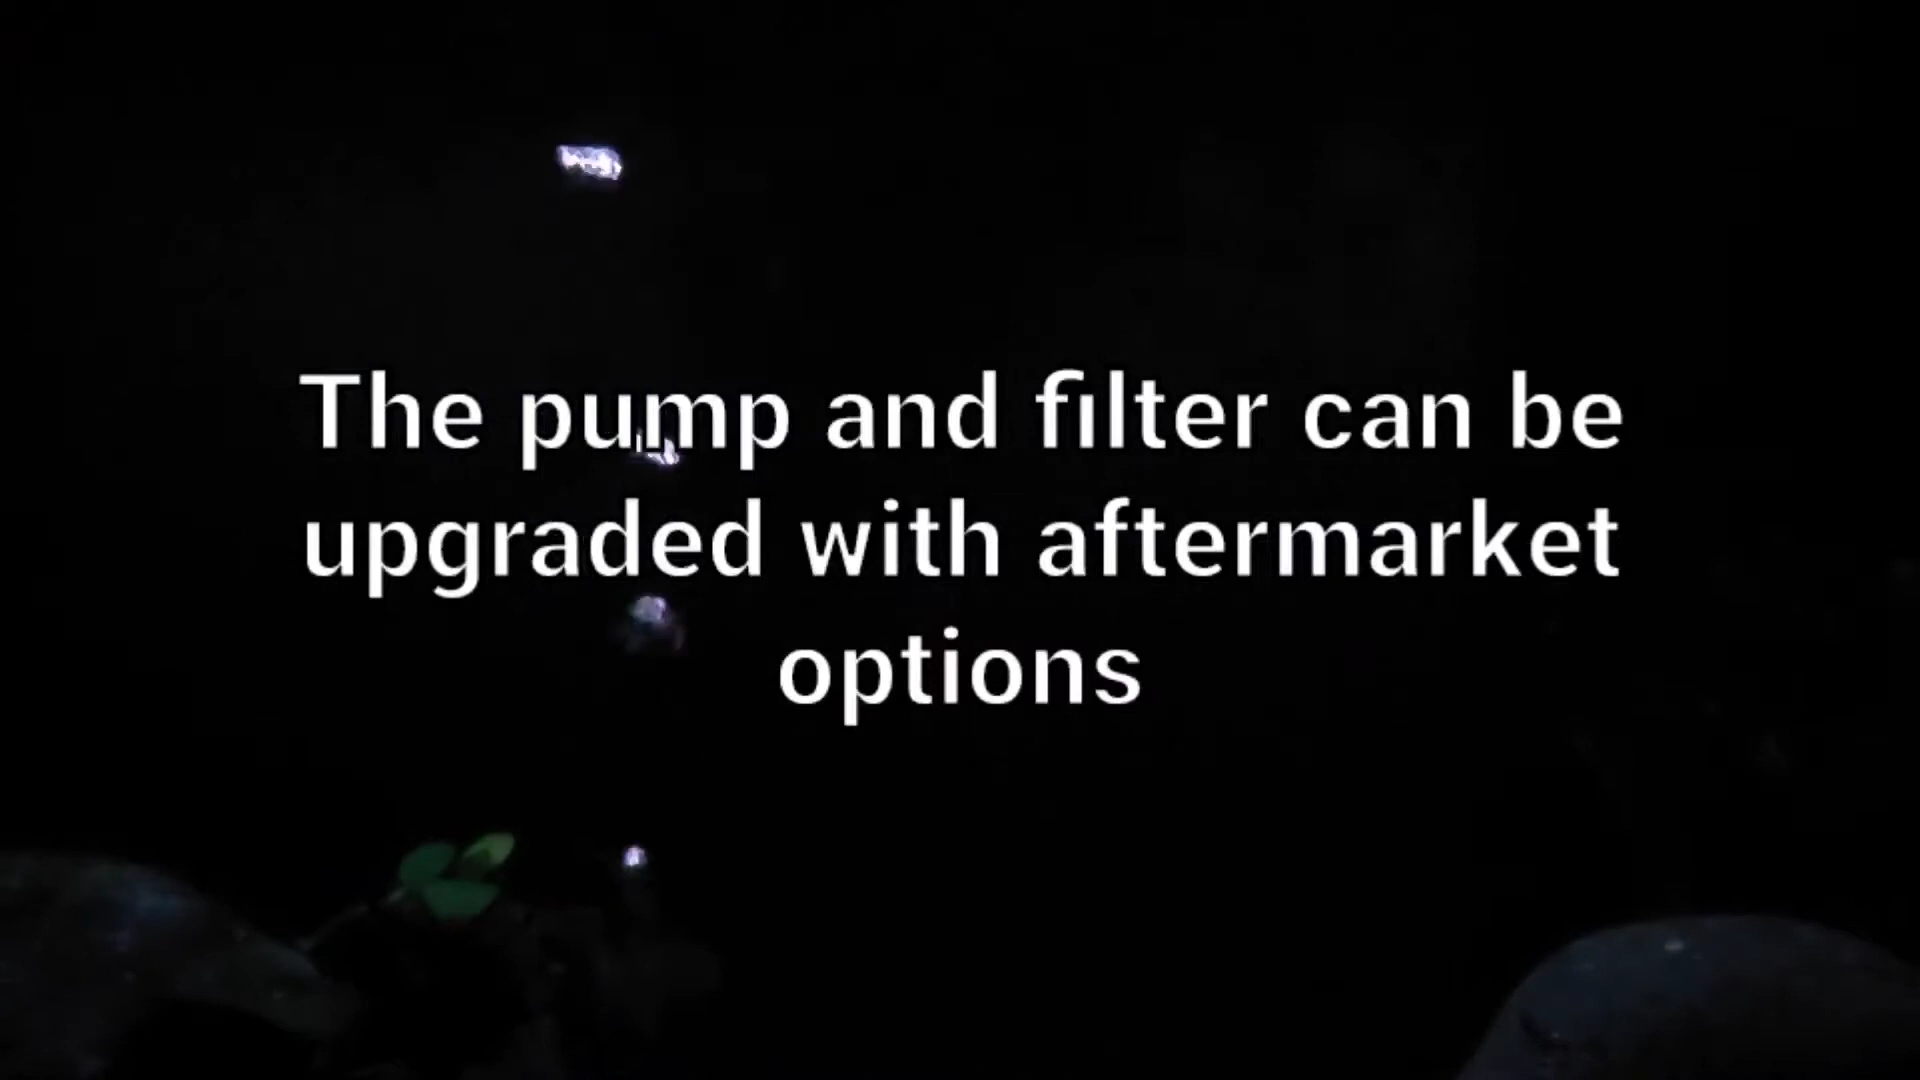 The pump and filter can be
upgraded with aftermarket
options